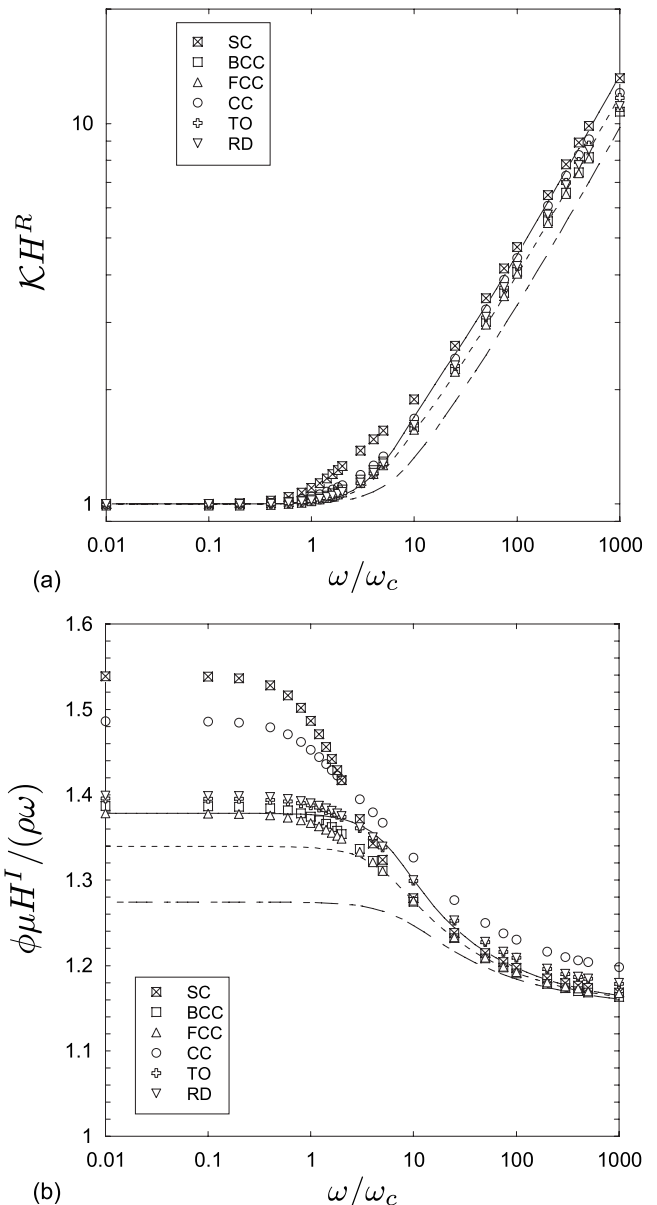 10
1
𝒦H^R
SC
BCC
FCC
CC
TO
RD
0.01 0.1 1 10 100 1000
(a)
ω/ω_c
1.6
1.5
1.4
1.3
1.2
1.1
1
ϕμH^I/(ρω)
SC
BCC
FCC
CC
TO
RD
0.01 0.1 1 10 100 1000
(b)
ω/ω_c